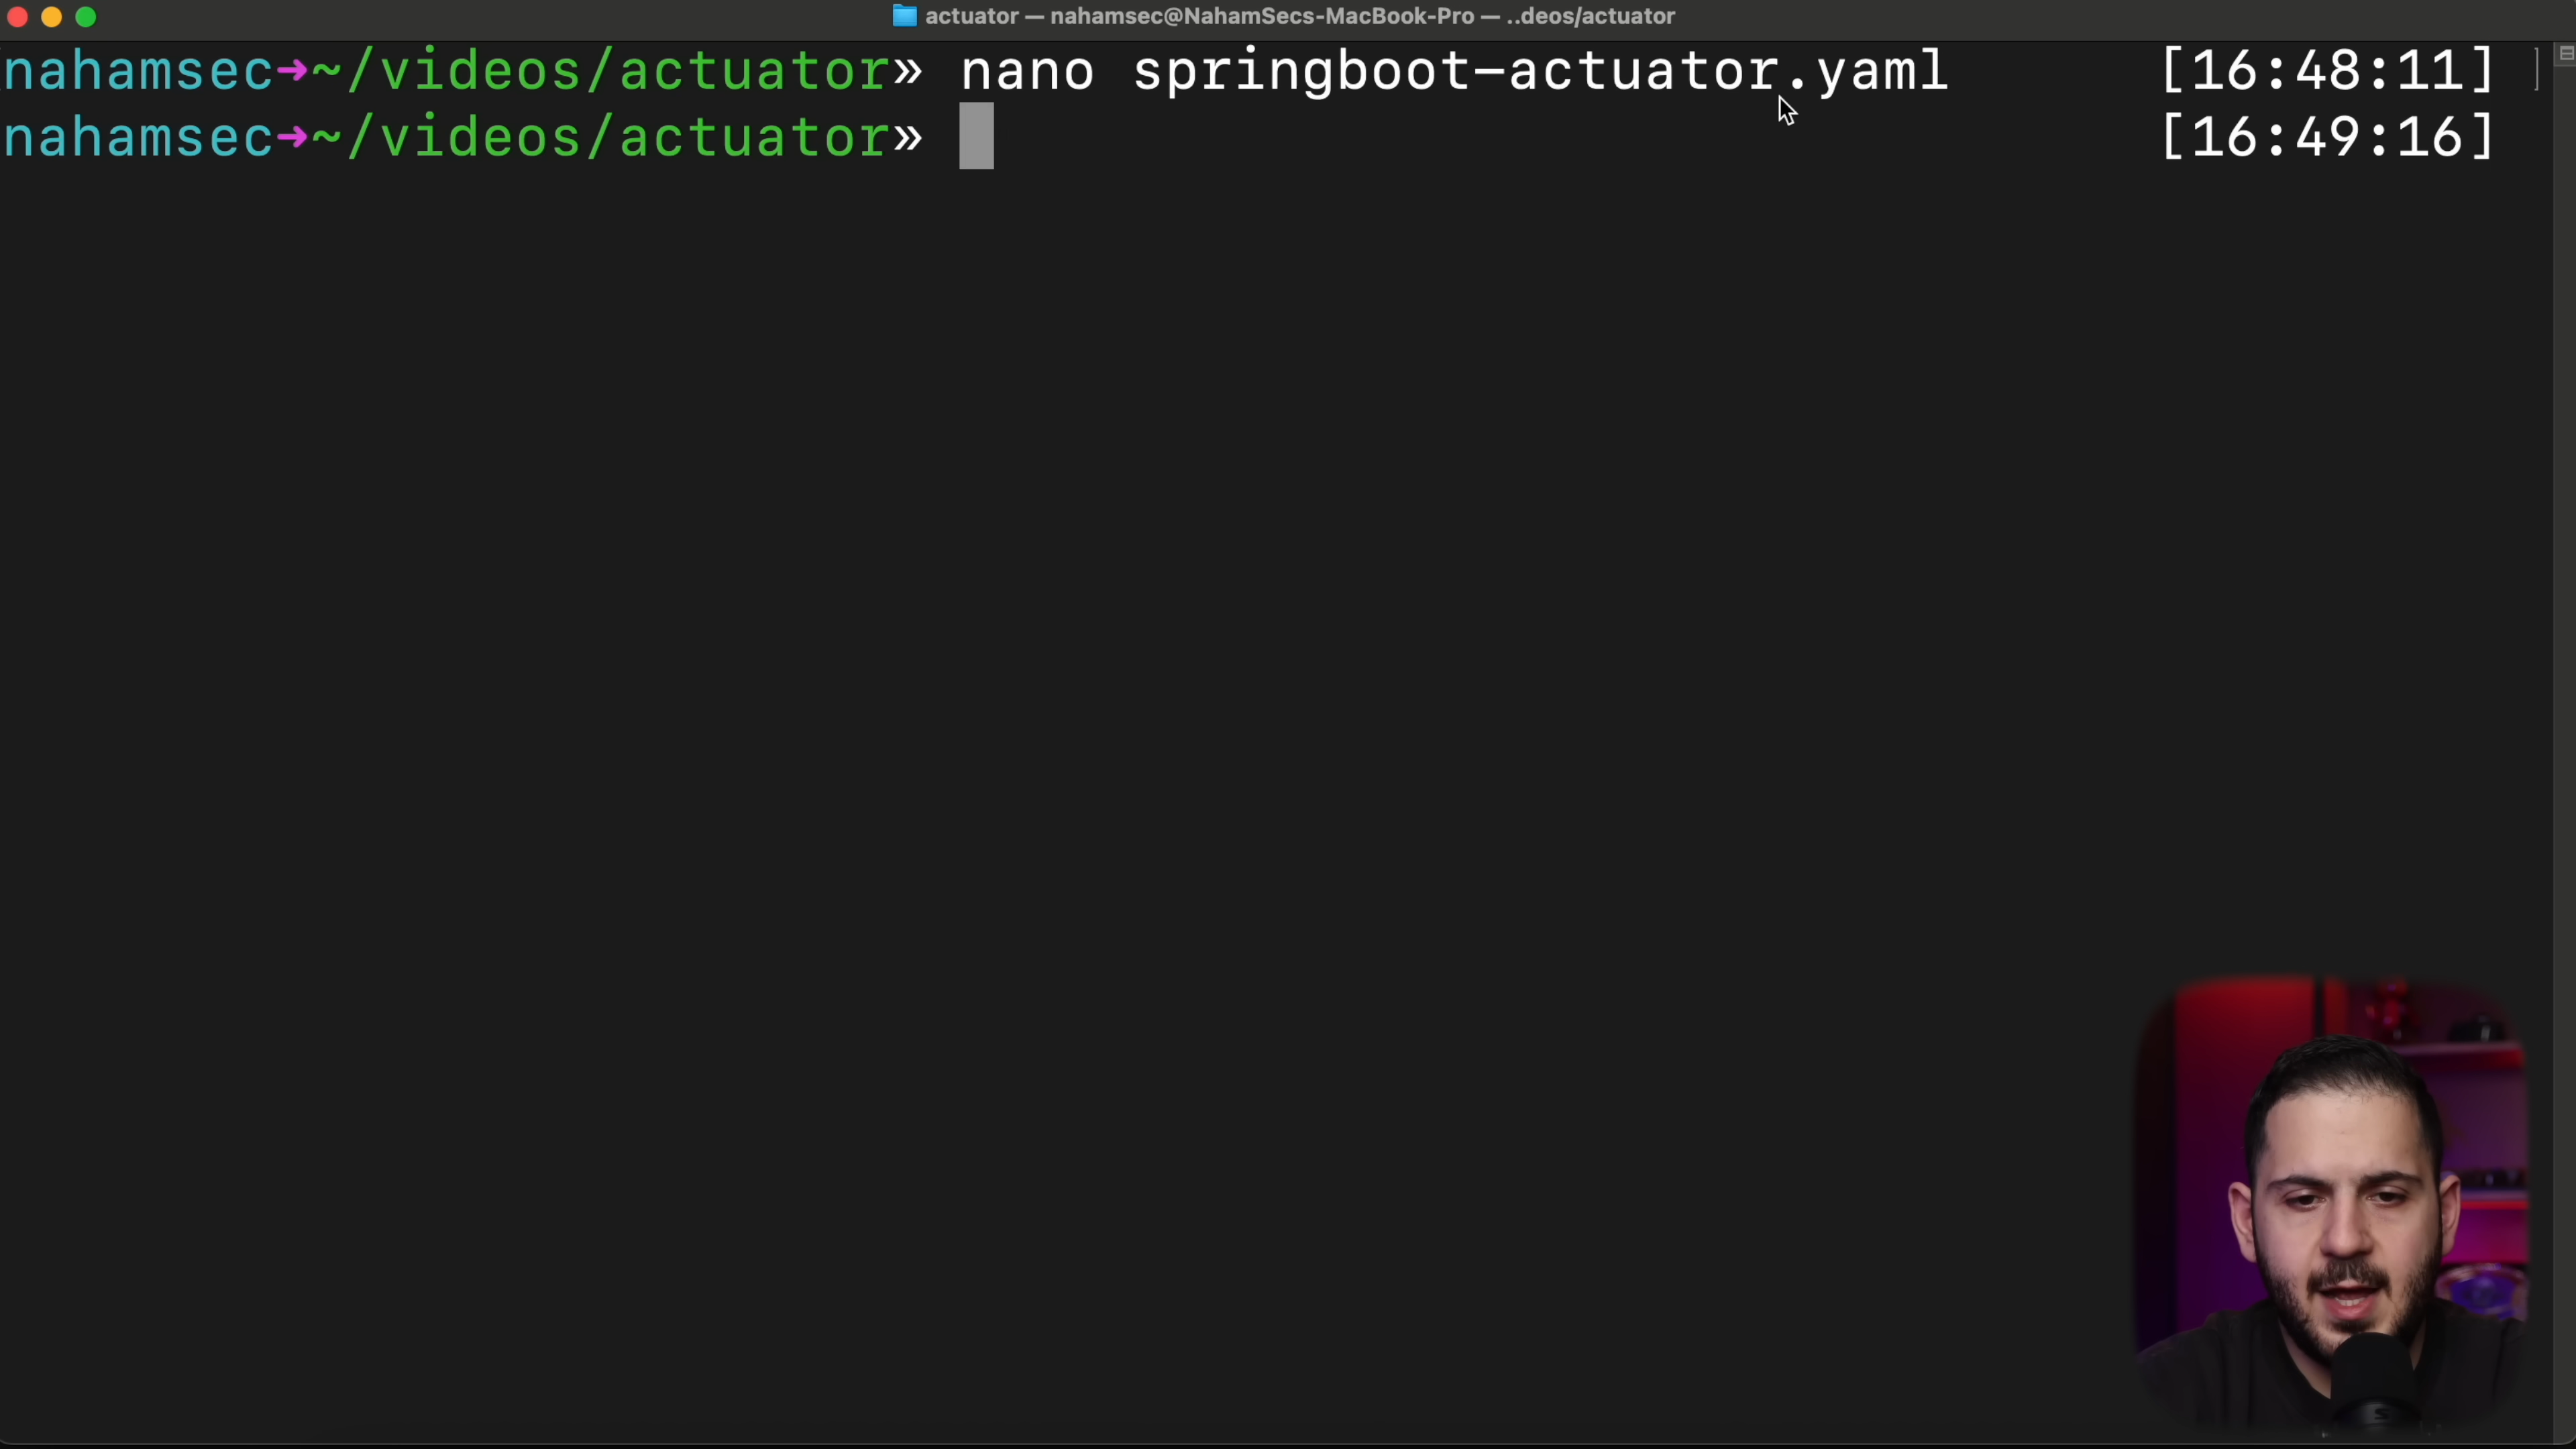 actuator — nahamsec@NahamSecs-MacBook-Pro — ..deos/actuator
nahamsec➜~/videos/actuator» nano springboot-actuator.yaml [16:48:11]
nahamsec➜~/videos/actuator» [16:49:16]